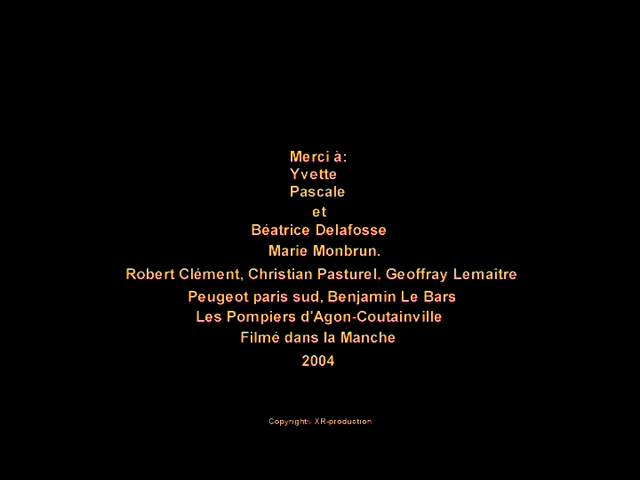 Merci à:
Yvette
Pascale
et
Béatrice Delafosse
Marie Monbrun.
Robert Clément, Christian Pasturel, Geoffray Lemaitre
Peugeot paris sud, Benjamin Le Bars
Les Pompiers d'Agon-Coutainville
Filmé dans la Manche
2004
Copyrights XR-production